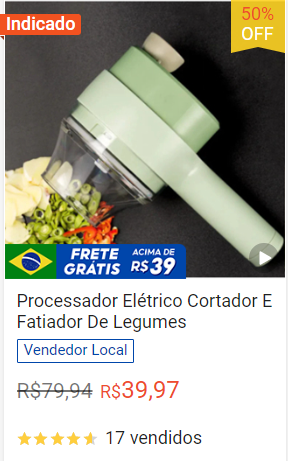 Indicado
50%
OFF
FRETE
GRÁTIS
ACIMA DE
R$39
Processador Elétrico Cortador E
Fatiador De Legumes
Vendedor Local
R$79,94 R$39,97
17 vendidos